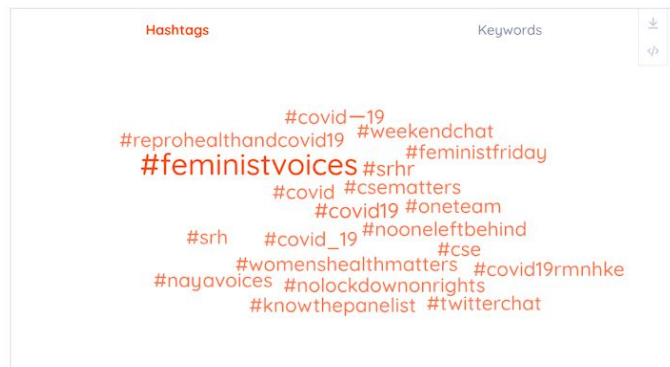 Hashtags Keywords
#covid—19
#reprohealthandcovid19 #weekendchat
#feministvoices #srhr #feministfriday
#covid #csematters
#covid19 #oneteam
#srh #covid_19 #nooneleftbehind
#cse
#womenshealthmatters #covid19rmnhke
#nayavoices #nolockdownonrights
#knowthepanelist #twitterchat